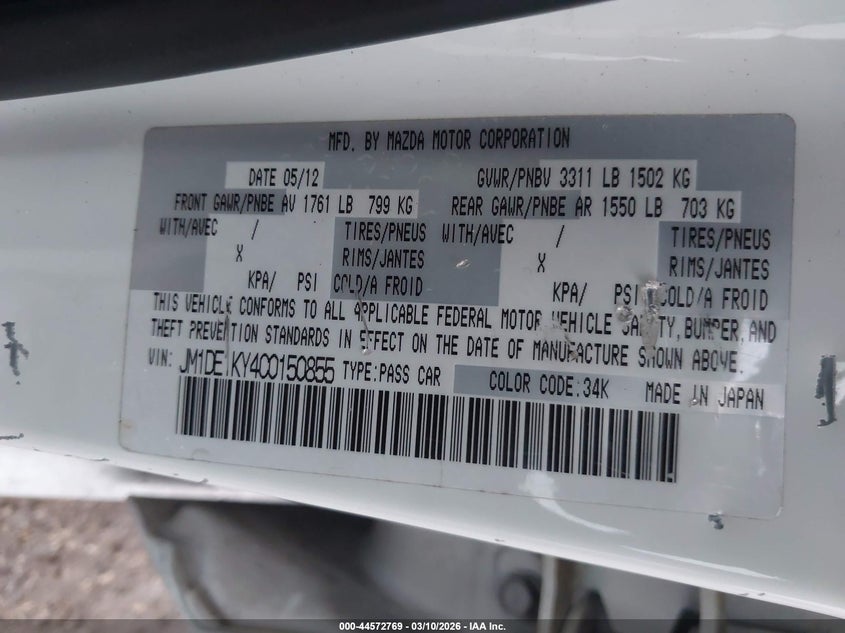 MFD. BY MAZDA MOTOR CORPORATION
DATE 05/12 GVWR/PNBV 3311 LB 1502 KG
FRONT GAWR/PNBE AV 1761 LB 799 KG REAR GAWR/PNBE AR 1550 LB 703 KG
WITH/AVEC / TIRES/PNEUS WITH/AVEC / TIRES/PNEUS
X RIMS/JANTES X RIMS/JANTES
KPA/ PSI COLD/A FROID KPA/ PSI COLD/A FROID
THIS VEHICLE CONFORMS TO ALL APPLICABLE FEDERAL MOTOR VEHICLE SAFETY, BUMPER, AND
THEFT PREVENTION STANDARDS IN EFFECT ON THE DATE OF MANUFACTURE SHOWN ABOVE.
VIN: JM1DE1KY4C0150855 TYPE:PASS CAR COLOR CODE:34K MADE IN JAPAN
000-44572769 - 03/10/2026 - IAA Inc.